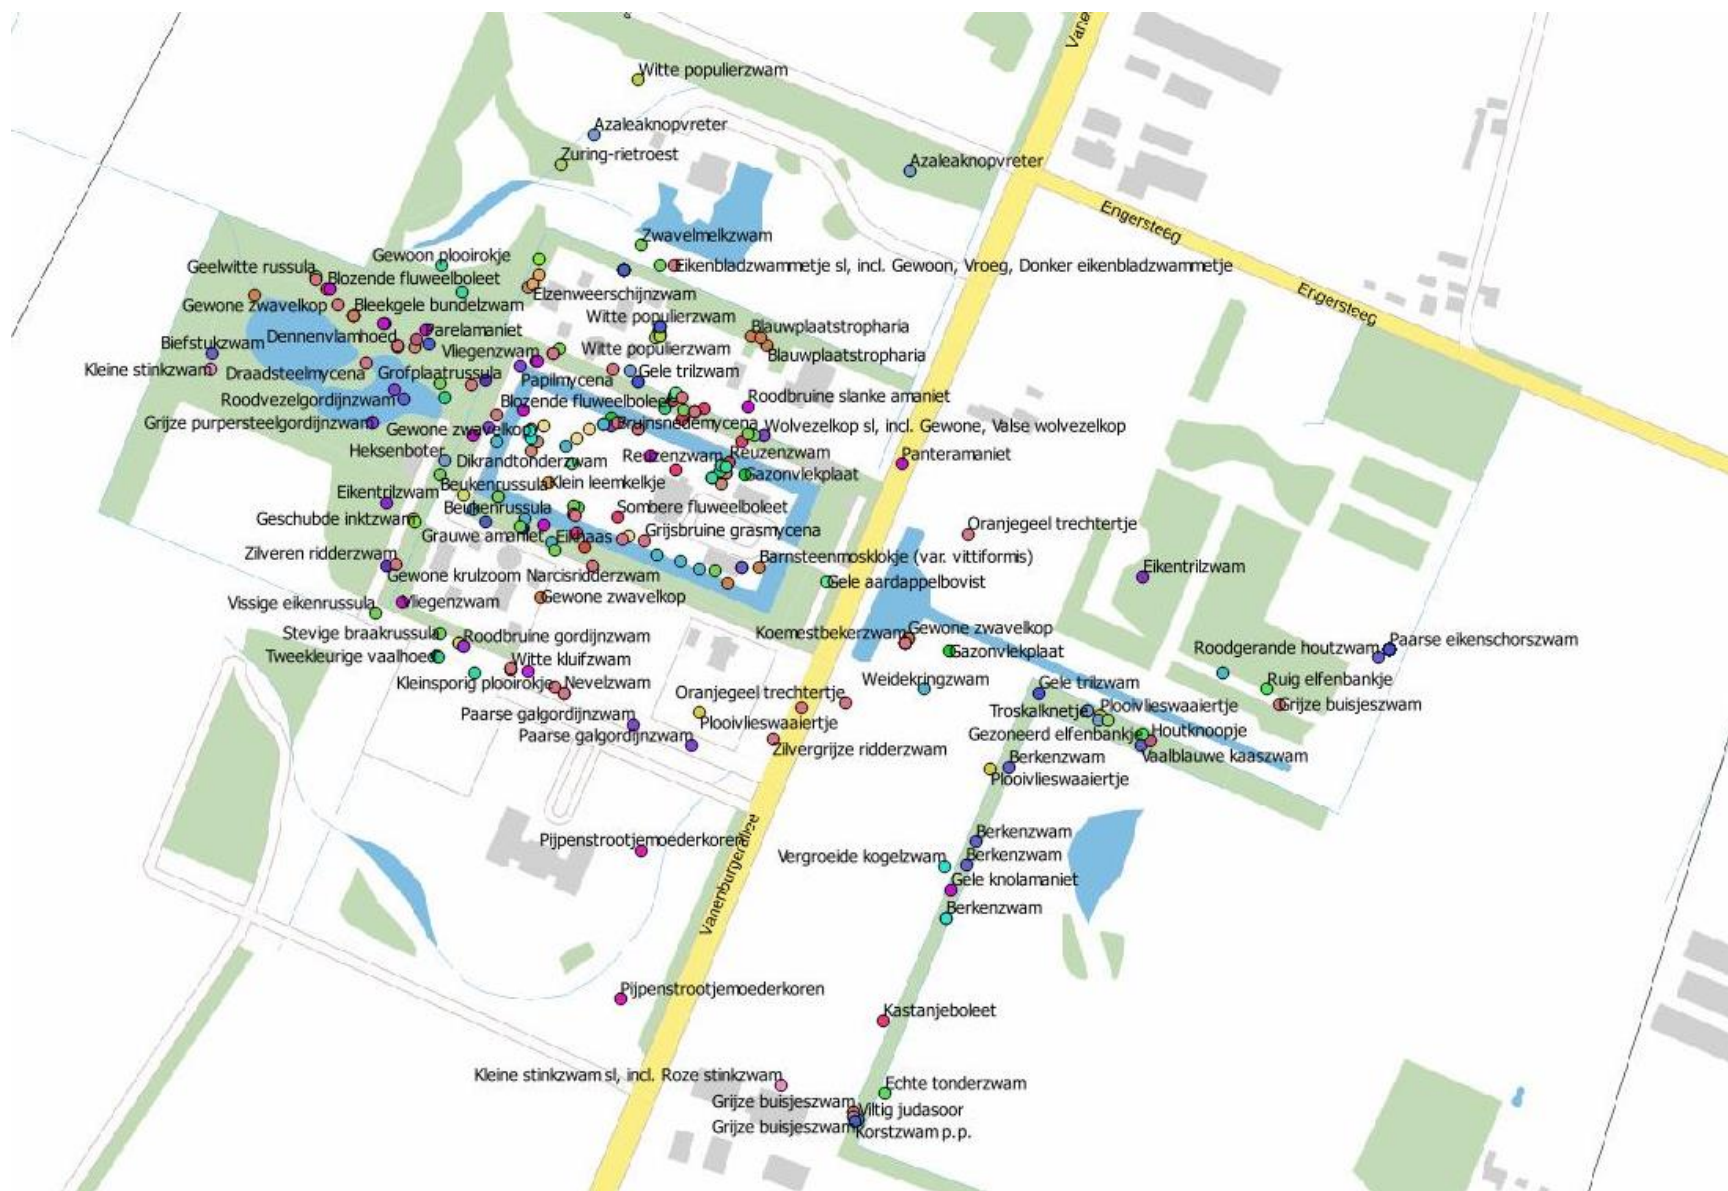 Witte populierzwam
Azaleaknopvreter
Zuring-rietroest
Azaleaknopvreter
Engersteeg
Engersteeg
Zwavelmelkzwam
Gewoon plooirokje
Geelwitte russula
Eikenbladzwammetje sl, incl. Gewoon, Vroeg, Donker eikenbladzwammetje
Blozende fluweelboleet
Elzenweerschijnzwam
Gewone zwavelkop
Bleekgele bundelzwam
Witte populierzwam
Blauwplaatstropharia
Parelamaniet
Dennenvlamhoed
Biefstukzwam
Vliegenzwam
Witte populierzwam
Blauwplaatstropharia
Kleine stinkzwam
Draadsteelmycena
Grofplaatrussula
Gele trilzwam
Papilmycena
Roodvezelgordijnzwam
Blozende fluweelboleet
Roodbruine slanke amaniet
Grijze purpersteelgordijnzwam
Gewone zwavelkop
Bruinsnedemycena
Wolvezelkop sl, incl. Gewone, Valse wolvezelkop
Heksenboter
Dikrandtonderzwam
Reuzenzwam
Reuzenzwam
Panteramaniet
Gazonvlekplaat
Eikentrilzwam
Beukenrussula
Klein leemkelkje
Geschubde inktzwam
Beukenrussula
Sombere fluweelboleet
Oranjegeel trechtertje
Grauwe amaniet
Eikhaas
Grijsbruine grasmycena
Zilveren ridderzwam
Barnsteenmosklokje (var. vittiformis)
Eikentrilzwam
Gewone krulzoom
Narcisridderzwam
Gele aardappelbovist
Vissige eikenrussula
Vliegenzwam
Gewone zwavelkop
Stevige braakrussula
Roodbruine gordijnzwam
Koemestbekerzwam
Gewone zwavelkop
Gazonvlekplaat
Roodgerande houtzwam
Paarse eikenschorszwam
Tweekleurige vaalhoed
Witte kluifzwam
Kleinsporig plooirokje
Nevelzwam
Oranjegeel trechtertje
Weidekringzwam
Gele trilzwam
Ruig elfenbankje
Grijze buisjeszwam
Paarse galgordijnzwam
Plooivlieswaaiertje
Troskalknetje
Plooivlieswaaiertje
Paarse galgordijnzwam
Zilvergrijze ridderzwam
Gezoneerd elfenbankje
Houtknoopje
Vaalblauwe kaaszwam
Berkenzwam
Plooivlieswaaiertje
Pijpenstrootjemoederkoren
Vanenburgerallee
Berkenzwam
Vergroeide kogelzwam
Berkenzwam
Gele knolamaniet
Berkenzwam
Pijpenstrootjemoederkoren
Kastanjeboleet
Kleine stinkzwam sl, incl. Roze stinkzwam
Echte tonderzwam
Grijze buisjeszwam
Viltig judasoor
Grijze buisjeszwam
Korstzwam p.p.